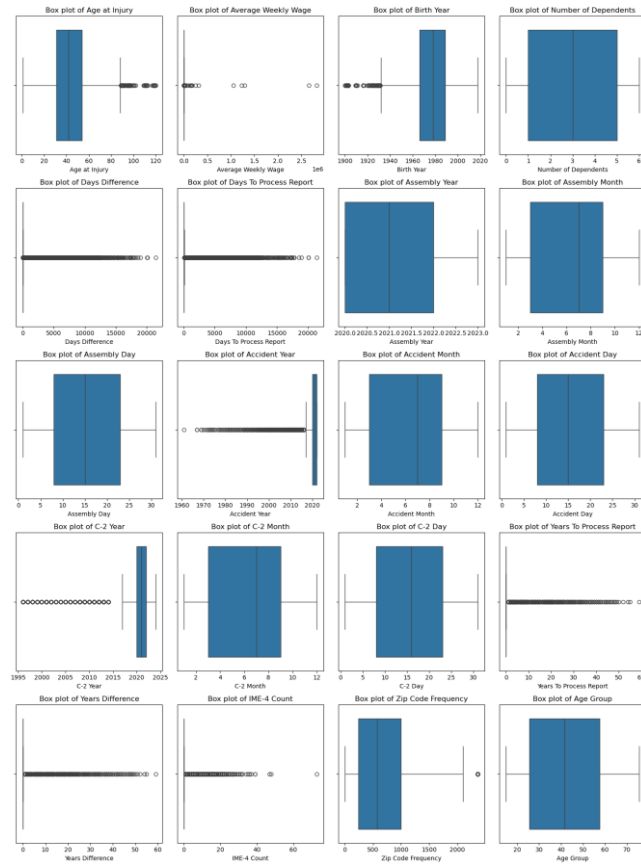 Box plot of Age at Injury
0 20 40 60 80 100 120
Age at Injury
Box plot of Average Weekly Wage
0.0 0.5 1.0 1.5 2.0 2.5 3.0
1e6
Average Weekly Wage
Box plot of Birth Year
1900 1920 1940 1960 1980 2000 2020
Birth Year
Box plot of Number of Dependents
0 1 2 3 4 5 6
Number of Dependents
Box plot of Days Difference
0 5000 10000 15000 20000
Days Difference
Box plot of Days To Process Report
0 5000 10000 15000 20000
Days To Process Report
Box plot of Assembly Year
2020.0 2020.5 2021.0 2021.5 2022.0 2022.5 2023.0
Assembly Year
Box plot of Assembly Month
2 4 6 8 10 12
Assembly Month
Box plot of Assembly Day
0 5 10 15 20 25 30
Assembly Day
Box plot of Accident Year
1960 1970 1980 1990 2000 2010 2020
Accident Year
Box plot of Accident Month
2 4 6 8 10 12
Accident Month
Box plot of Accident Day
0 5 10 15 20 25 30
Accident Day
Box plot of C-2 Year
1995 2000 2005 2010 2015 2020 2025
C-2 Year
Box plot of C-2 Month
2 4 6 8 10 12
C-2 Month
Box plot of C-2 Day
0 5 10 15 20 25 30
C-2 Day
Box plot of Years To Process Report
0 10 20 30 40 50 60
Years To Process Report
Box plot of Years Difference
0 10 20 30 40 50 60
Years Difference
Box plot of IME-4 Count
0 20 40 60
IME-4 Count
Box plot of Zip Code Frequency
0 500 1000 1500 2000
Zip Code Frequency
Box plot of Age Group
20 30 40 50 60 70
Age Group